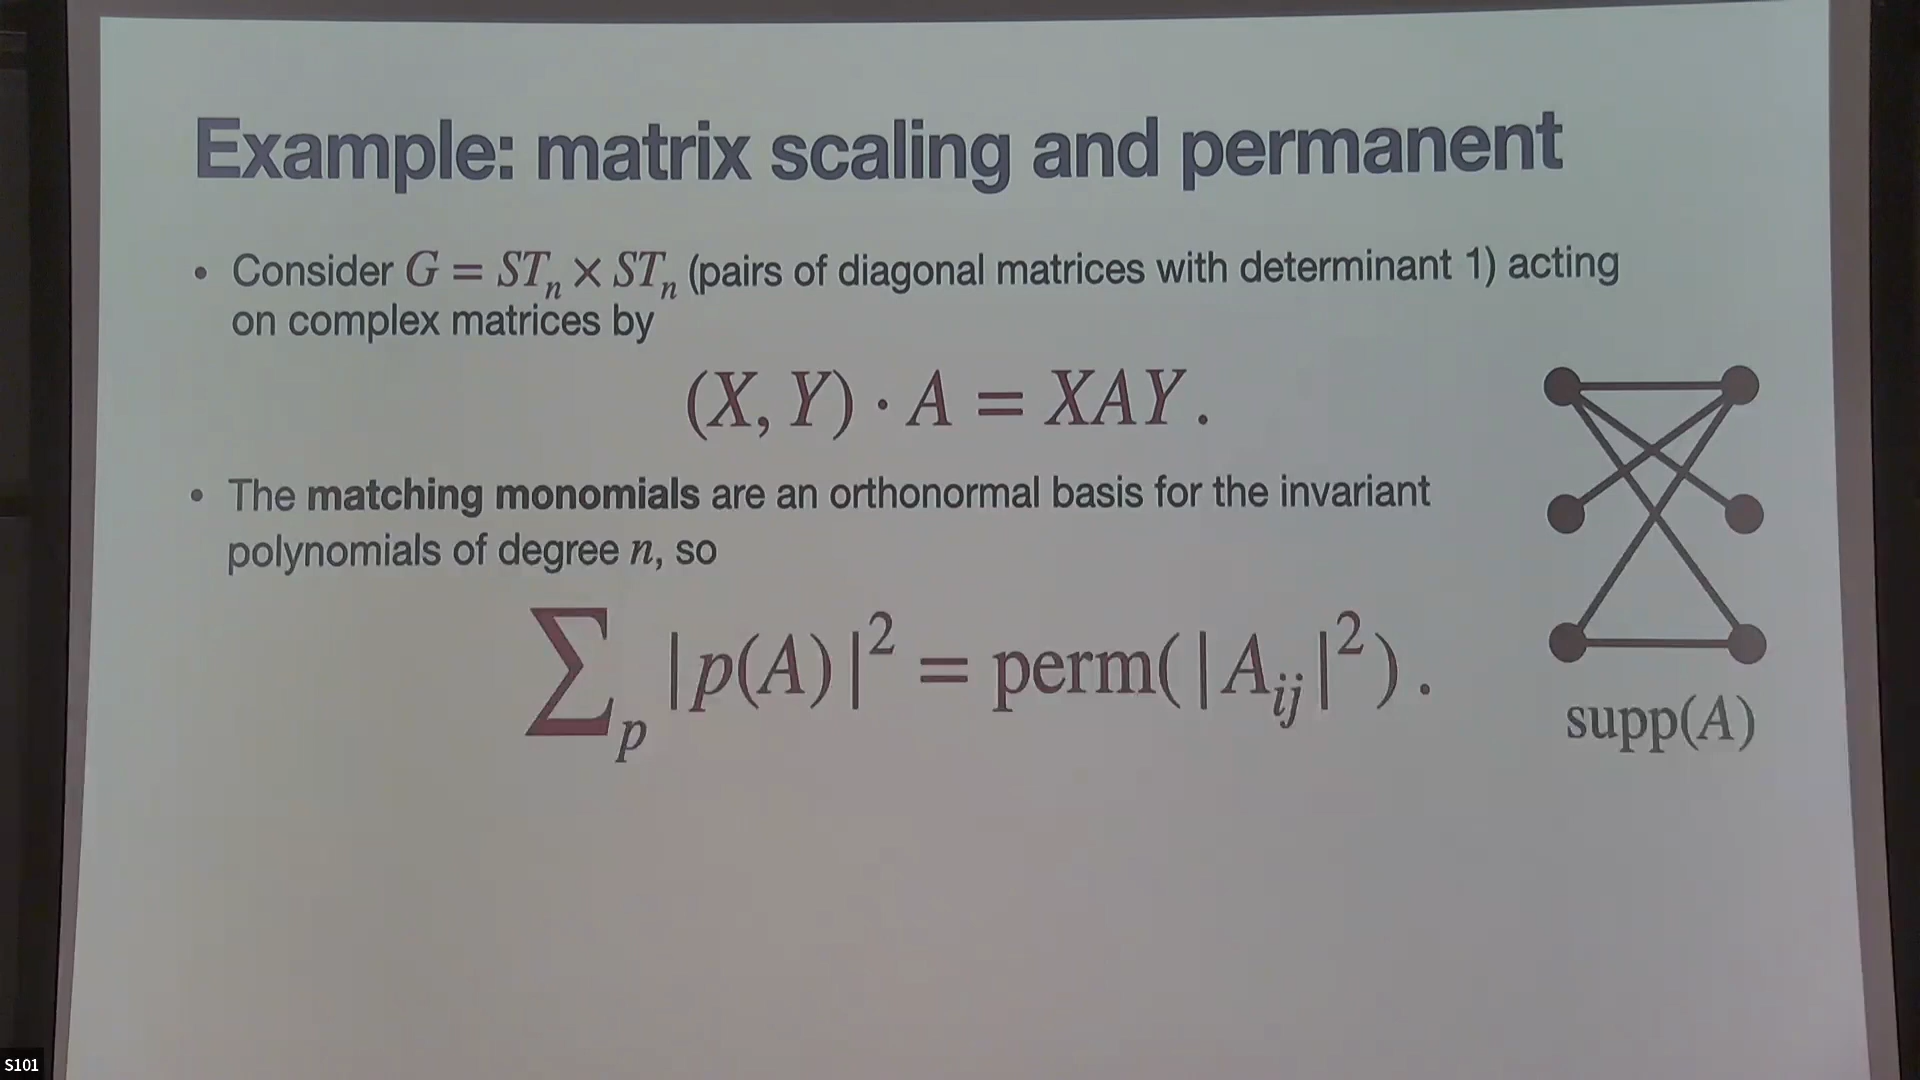 Example: matrix scaling and permanent
• Consider G = ST_n × ST_n (pairs of diagonal matrices with determinant 1) acting
on complex matrices by
(X, Y) · A = XAY .
• The matching monomials are an orthonormal basis for the invariant
polynomials of degree n, so
∑_p |p(A)|² = perm(|A_ij|²) .
supp(A)
S101